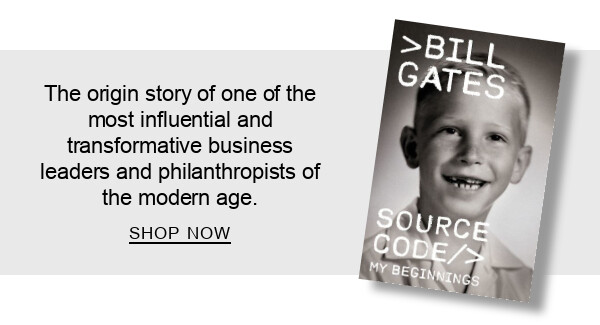 The origin story of one of the
most influential and
transformative business
leaders and philanthropists of
the modern age.
SHOP NOW
>BILL
GATES
SOURCE
CODE/>
MY BEGINNINGS